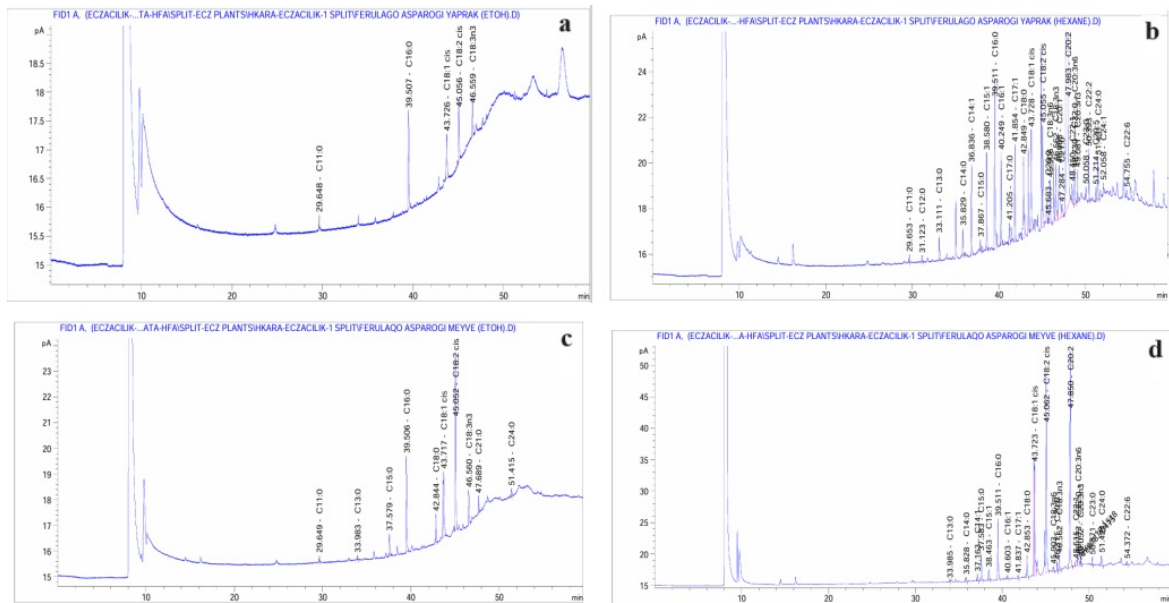 FID1 A, (ECZACILIK-...TA-HFA\SPLIT-ECZ PLANTS\HKARA-ECZACILIK-1 SPLIT\FERULAGO ASPAROGI YAPRAK (ETOH).D)
pA
a
18.5
18
17.5
17
16.5
16
15.5
15
29.648 - C11:0
39.507 - C16:0
43.726 - C18:1 cis
45.056 - C18:2 cis
46.559 - C18:3n3
10
20
30
40
50
min
FID1 A, (ECZACILIK-...-HFA\SPLIT-ECZ PLANTS\HKARA-ECZACILIK-1 SPLIT\FERULAGO ASPAROGI YAPRAK (HEXANE).D)
pA
b
24
22
20
18
16
29.653 - C11:0
31.123 - C12:0
33.111 - C13:0
35.829 - C14:0
36.836 - C14:1
37.867 - C15:0
38.580 - C15:1
39.511 - C16:0
40.249 - C16:1
41.205 - C17:0
41.854 - C17:1
42.849 - C18:0
43.728 - C18:1 cis
45.055 - C18:2 cis
47.983 - C20:2
52.058 - C24:1
54.755 - C22:6
10
20
30
40
50
min
FID1 A, (ECZACILIK-...ATA-HFA\SPLIT-ECZ PLANTS\HKARA-ECZACILIK-1 SPLIT\FERULAQO ASPAROGI MEYVE (ETOH).D)
pA
c
23
22
21
20
19
18
17
16
15
29.649 - C11:0
33.983 - C13:0
37.579 - C15:0
39.506 - C16:0
42.844 - C18:0
43.717 - C18:1 cis
45.052 - C18:2 cis
46.560 - C18:3n3
47.689 - C21:0
51.415 - C24:0
10
20
30
40
50
min
FID1 A, (ECZACILIK-...A-HFA\SPLIT-ECZ PLANTS\HKARA-ECZACILIK-1 SPLIT\FERULAQO ASPAROGI MEYVE (HEXANE).D)
pA
d
50
45
40
35
30
25
20
15
33.985 - C13:0
35.828 - C14:0
37.163 - C14:1
38.463 - C15:1
39.511 - C16:0
40.603 - C16:1
41.837 - C17:1
42.853 - C18:0
43.723 - C18:1 cis
45.062 - C18:2 cis
47.850 - C20:2
54.372 - C22:6
10
20
30
40
50
min